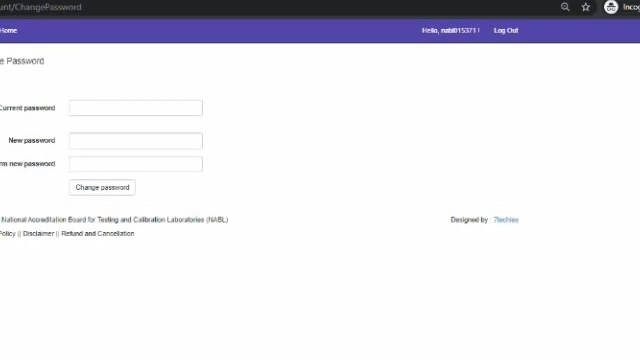 unt/ChangePassword
Incog
Home
Hello, nabl015371 !
Log Out
e Password
Current password
New password
rm new password
Change password
National Accreditation Board for Testing and Calibration Laboratories (NABL)
Designed by : 7techies
Policy || Disclaimer || Refund and Cancellation